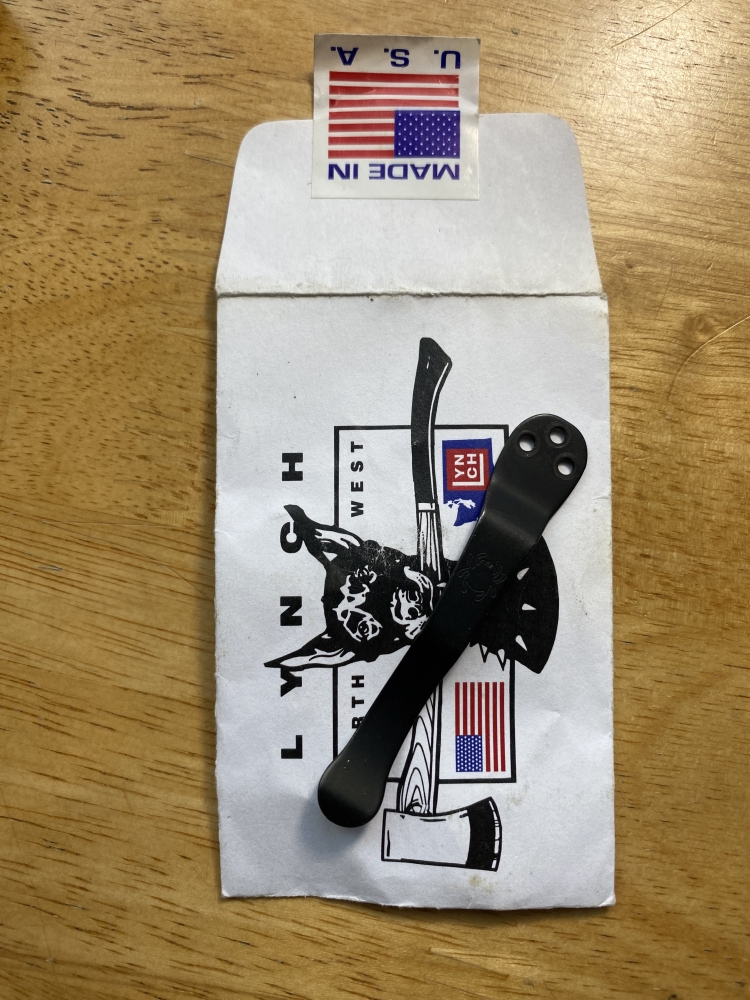 MADE IN
U. S. A.
LYNCH
RTH WEST
LYN
CH